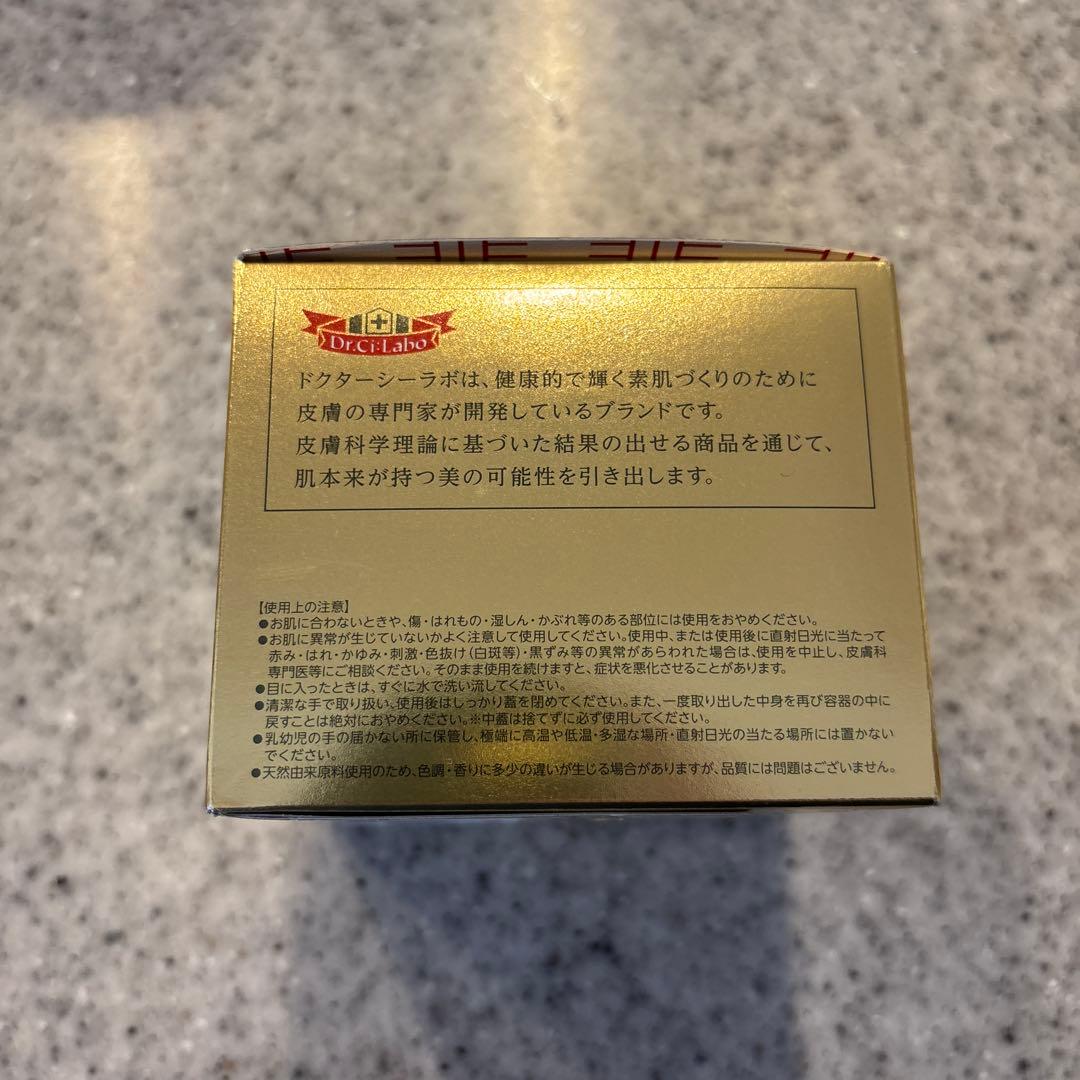 Dr.Ci:Labo
ドクターシーラボは、健康的で輝く素肌づくりのために
皮膚の専門家が開発しているブランドです。
皮膚科学理論に基づいた結果の出せる商品を通じて、
肌本来が持つ美の可能性を引き出します。
【使用上の注意】
●お肌に合わないときや、傷・はれもの・湿しん・かぶれ等のある部位には使用をおやめください。
●お肌に異常が生じていないかよく注意して使用してください。使用中、または使用後に直射日光に当たって
赤み・はれ・かゆみ・刺激・色抜け(白斑等)・黒ずみ等の異常があらわれた場合は、使用を中止し、皮膚科
専門医等にご相談ください。そのまま使用を続けますと、症状を悪化させることがあります。
●目に入ったときは、すぐに水で洗い流してください。
●清潔な手で取り扱い、使用後はしっかり蓋を閉めてください。また、一度取り出した中身を再び容器の中に
戻すことは絶対におやめください。※中蓋は捨てずに必ず使用してください。
●乳幼児の手の届かない所に保管し、極端に高温や低温・多湿な場所・直射日光の当たる場所には置かない
でください。
●天然由来原料使用のため、色調・香りに多少の違いが生じる場合がありますが、品質には問題はございません。